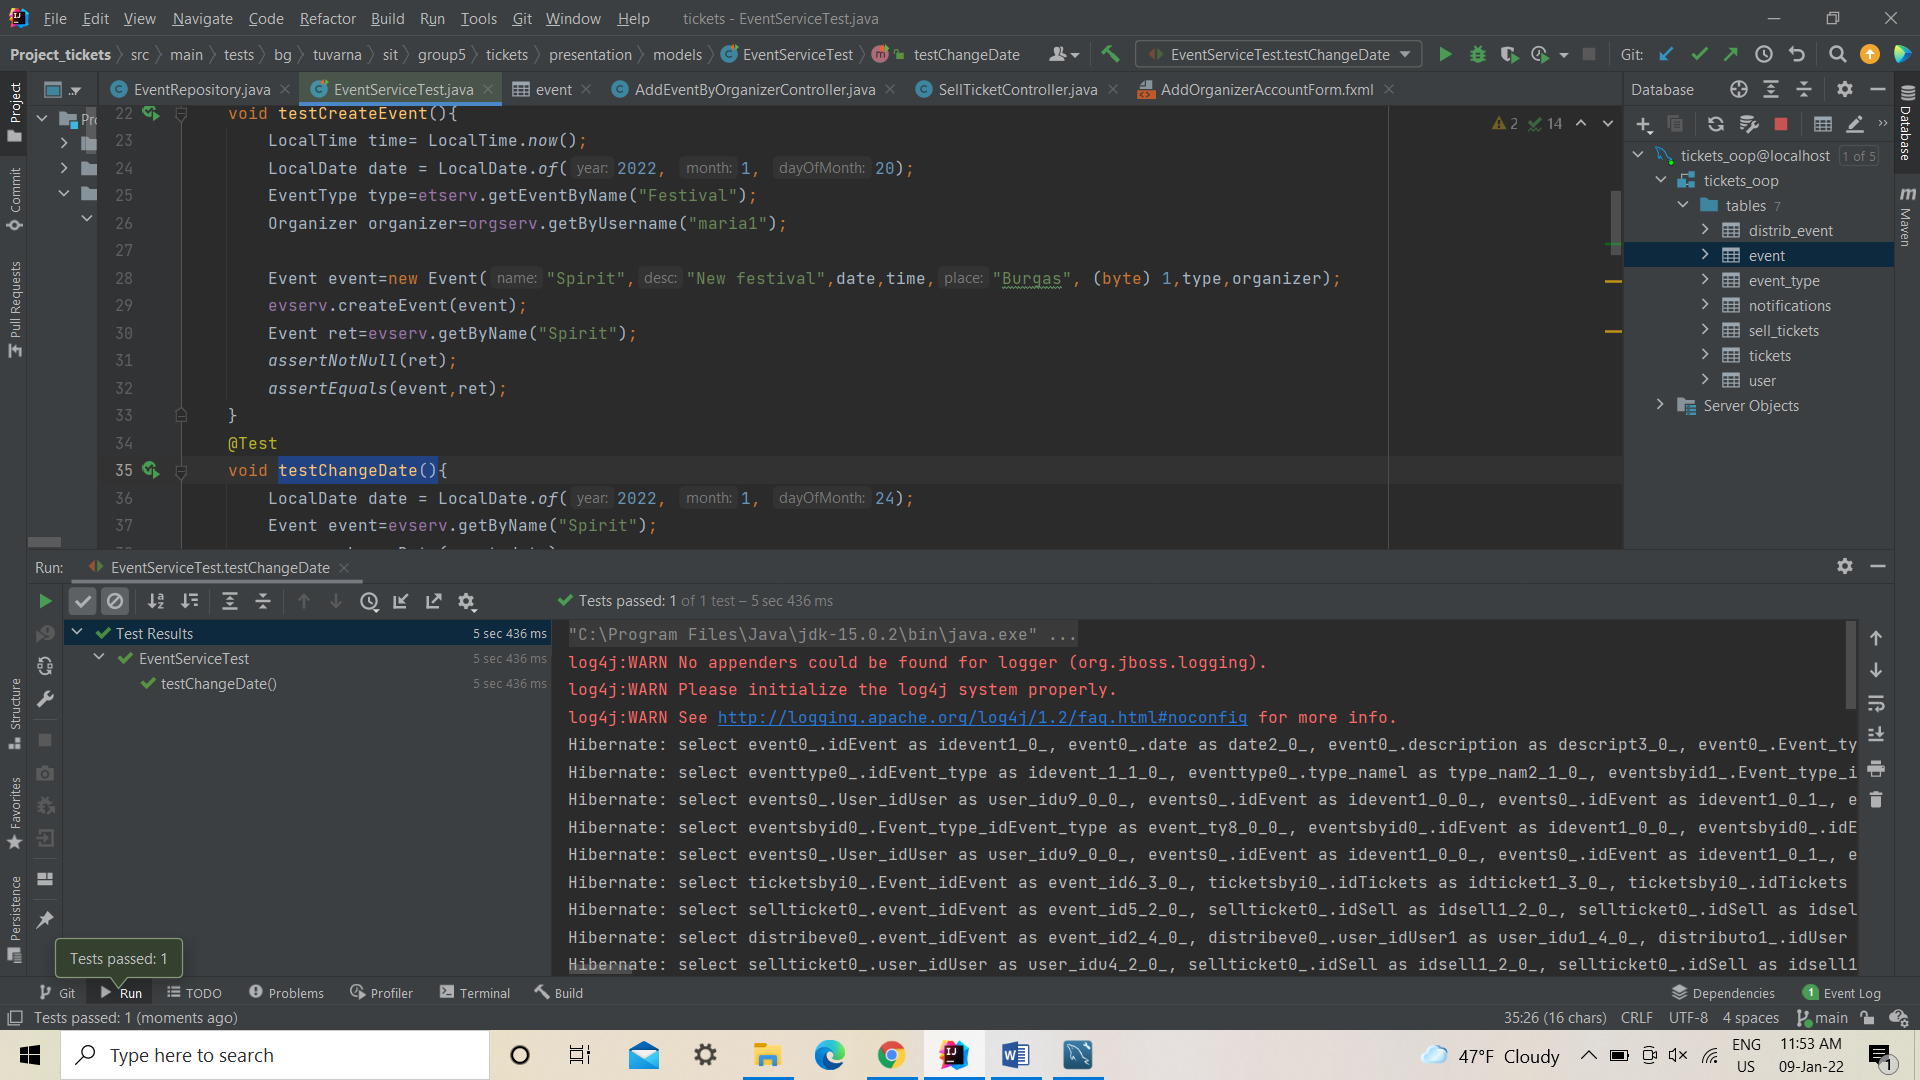 File Edit View Navigate Code Refactor Build Run Tools Git Window Help tickets - EventServiceTest.java
Project_tickets src main tests bg tuvarna sit group5 tickets presentation models EventServiceTest testChangeDate EventServiceTest.testChangeDate Git:
EventRepository.java EventServiceTest.java event AddEventByOrganizerController.java SellTicketController.java AddOrganizerAccountForm.fxml Database
Project
Commit
Pull Requests
Structure
Favorites
Persistence
2 14
22 void testCreateEvent(){
23 LocalTime time= LocalTime.now();
24 LocalDate date = LocalDate.of( year: 2022, month: 1, dayOfMonth: 20);
25 EventType type=etserv.getEventByName("Festival");
26 Organizer organizer=orgserv.getByUsername("maria1");
27
28 Event event=new Event( name: "Spirit", desc: "New festival",date,time, place: "Burgas", (byte) 1,type,organizer);
29 evserv.createEvent(event);
30 Event ret=evserv.getByName("Spirit");
31 assertNotNull(ret);
32 assertEquals(event,ret);
33 }
34 @Test
35 void testChangeDate(){
36 LocalDate date = LocalDate.of( year: 2022, month: 1, dayOfMonth: 24);
37 Event event=evserv.getByName("Spirit");
tickets_oop@localhost 1 of 5
tickets_oop
tables 7
distrib_event
event
event_type
notifications
sell_tickets
tickets
user
Server Objects
Database
Maven
Run: EventServiceTest.testChangeDate
Tests passed: 1 of 1 test – 5 sec 436 ms
Test Results 5 sec 436 ms
EventServiceTest 5 sec 436 ms
testChangeDate() 5 sec 436 ms
"C:\Program Files\Java\jdk-15.0.2\bin\java.exe" ...
log4j:WARN No appenders could be found for logger (org.jboss.logging).
log4j:WARN Please initialize the log4j system properly.
log4j:WARN See http://logging.apache.org/log4j/1.2/faq.html#noconfig for more info.
Hibernate: select event0_.idEvent as idevent1_0_, event0_.date as date2_0_, event0_.description as descript3_0_, event0_.Event_ty
Hibernate: select eventtype0_.idEvent_type as idevent_1_1_0_, eventtype0_.type_namel as type_nam2_1_0_, eventsbyid1_.Event_type_i
Hibernate: select events0_.User_idUser as user_idu9_0_0_, events0_.idEvent as idevent1_0_0_, events0_.idEvent as idevent1_0_1_, e
Hibernate: select eventsbyid0_.Event_type_idEvent_type as event_ty8_0_0_, eventsbyid0_.idEvent as idevent1_0_0_, eventsbyid0_.idE
Hibernate: select events0_.User_idUser as user_idu9_0_0_, events0_.idEvent as idevent1_0_0_, events0_.idEvent as idevent1_0_1_, e
Hibernate: select ticketsbyi0_.Event_idEvent as event_id6_3_0_, ticketsbyi0_.idTickets as idticket1_3_0_, ticketsbyi0_.idTickets
Hibernate: select sellticket0_.event_idEvent as event_id5_2_0_, sellticket0_.idSell as idsell1_2_0_, sellticket0_.idSell as idsel
Hibernate: select distribeve0_.event_idEvent as event_id2_4_0_, distribeve0_.user_idUser1 as user_idu1_4_0_, distributo1_.idUser
Hibernate: select sellticket0_.user_idUser as user_idu4_2_0_, sellticket0_.idSell as idsell1_2_0_, sellticket0_.idSell as idsell1
Tests passed: 1
Git Run TODO Problems Profiler Terminal Build Dependencies 1 Event Log
Tests passed: 1 (moments ago) 35:26 (16 chars) CRLF UTF-8 4 spaces main
Type here to search 47°F Cloudy ENG US 11:53 AM 09-Jan-22 1